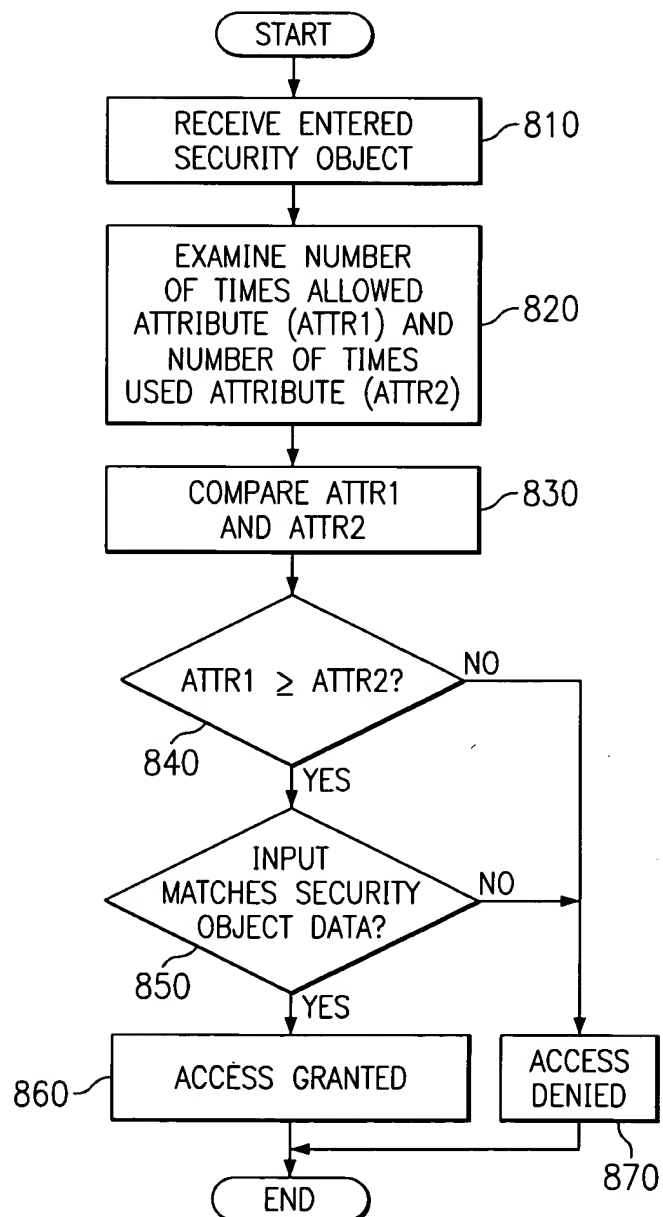 START
RECEIVE ENTERED
SECURITY OBJECT
810
EXAMINE NUMBER
OF TIMES ALLOWED
ATTRIBUTE (ATTR1) AND
NUMBER OF TIMES
USED ATTRIBUTE (ATTR2)
820
COMPARE ATTR1
AND ATTR2
830
ATTR1 ≥ ATTR2?
NO
840
YES
INPUT
MATCHES SECURITY
OBJECT DATA?
NO
850
YES
ACCESS GRANTED
860
ACCESS
DENIED
870
END